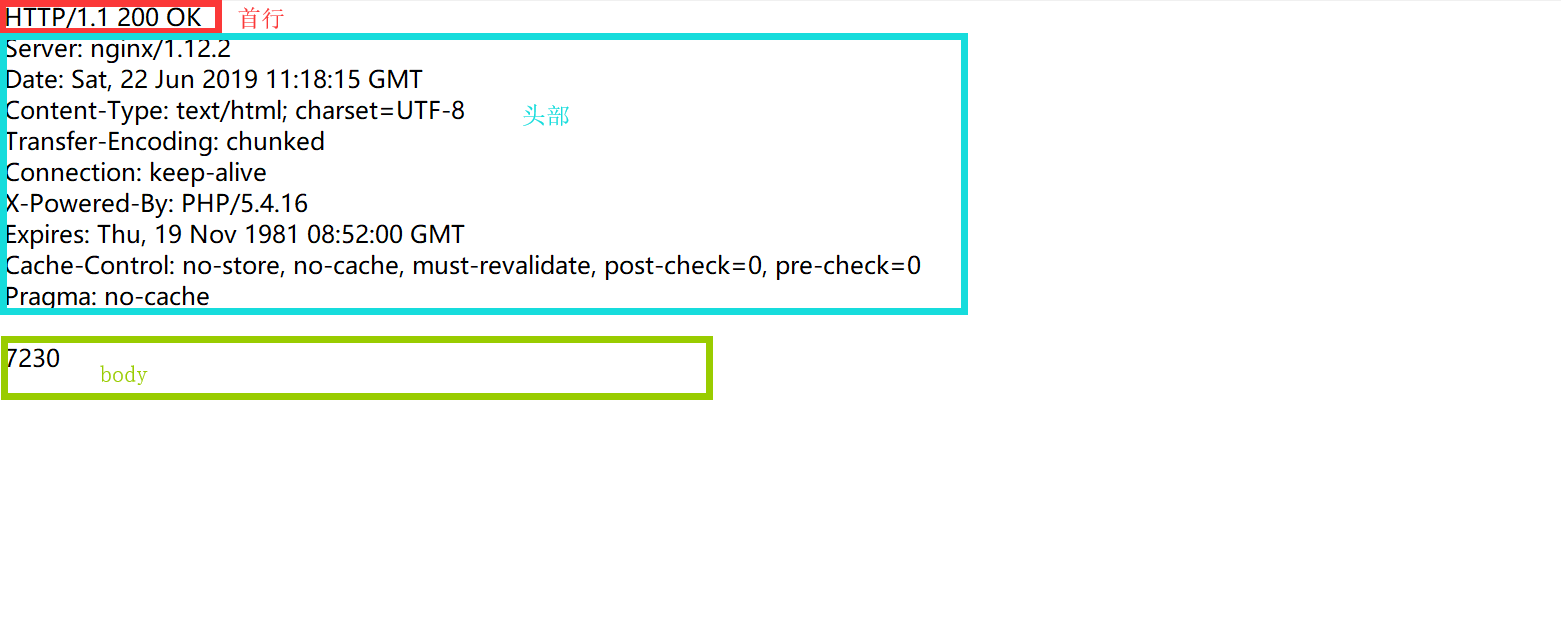 HTTP/1.1 200 OK 首行
Server: nginx/1.12.2
Date: Sat, 22 Jun 2019 11:18:15 GMT
Content-Type: text/html; charset=UTF-8 头部
Transfer-Encoding: chunked
Connection: keep-alive
X-Powered-By: PHP/5.4.16
Expires: Thu, 19 Nov 1981 08:52:00 GMT
Cache-Control: no-store, no-cache, must-revalidate, post-check=0, pre-check=0
Pragma: no-cache
7230
body